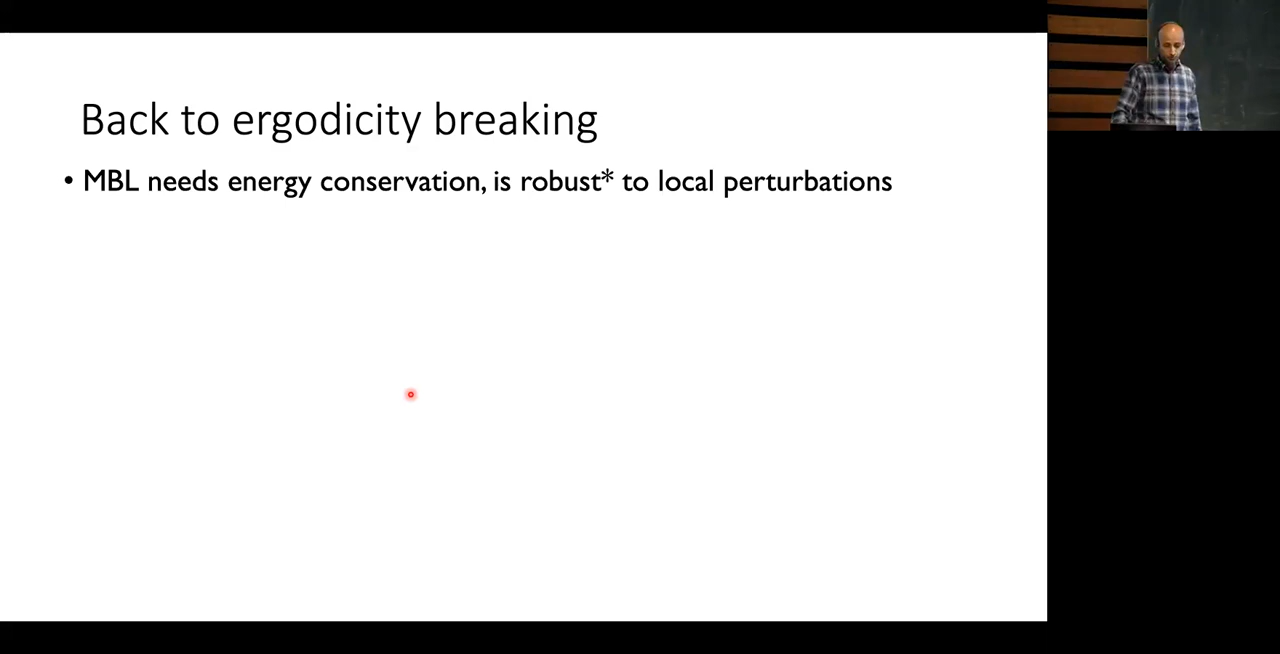 Back to ergodicity breaking
• MBL needs energy conservation, is robust* to local perturbations